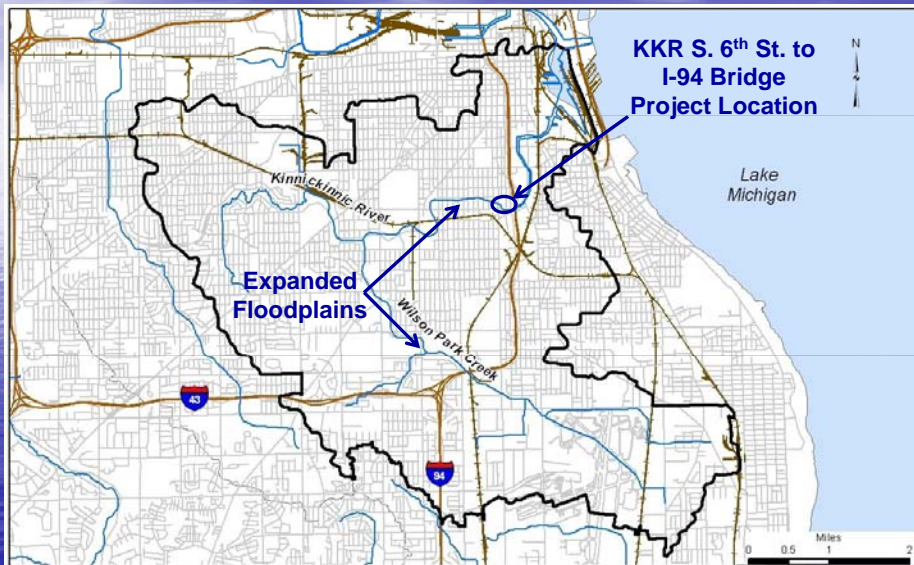 KKR S. 6th St. to
I-94 Bridge
Project Location
N
Lake
Michigan
Kinnickinnic River
Expanded
Floodplains
Wilson Park Creek
43
94
Miles
0 0.5 1 2